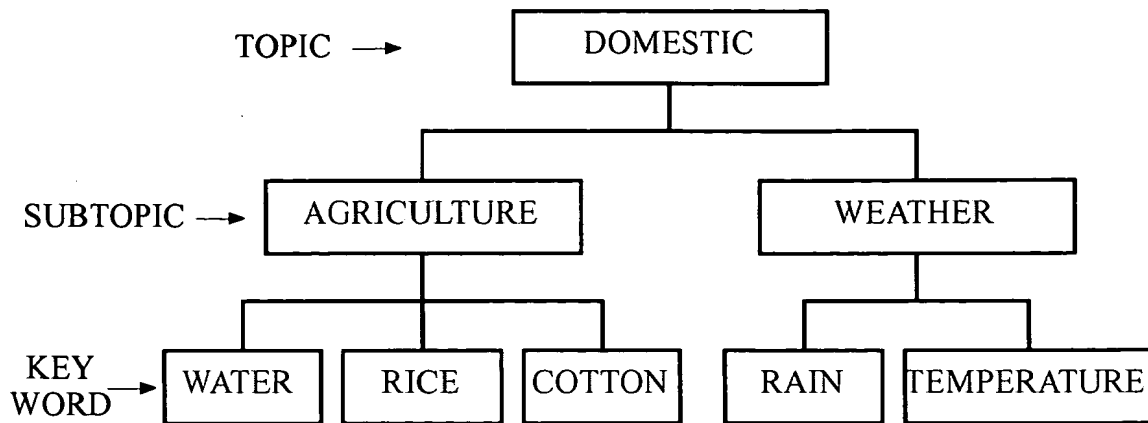 TOPIC → DOMESTIC
SUBTOPIC → AGRICULTURE WEATHER
KEY
WORD → WATER RICE COTTON RAIN TEMPERATURE